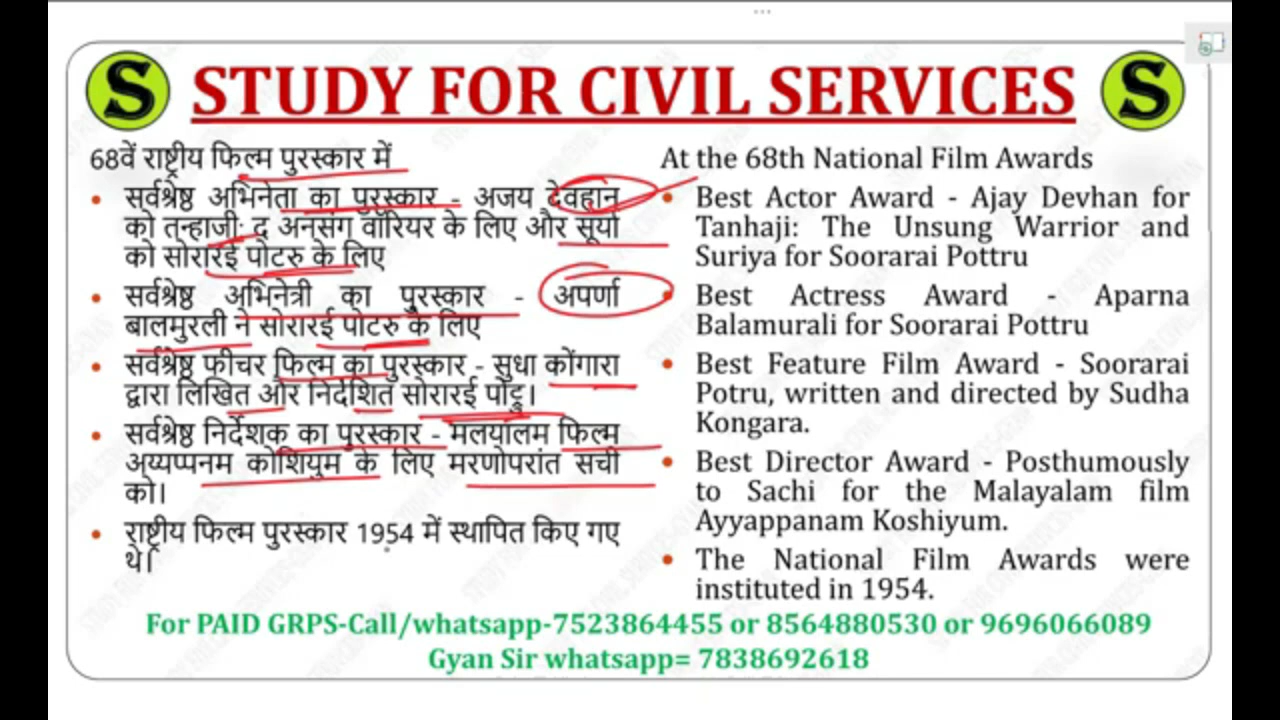 S STUDY FOR CIVIL SERVICES S
68वें राष्ट्रीय फिल्म पुरस्कार में
• सर्वश्रेष्ठ अभिनेता का पुरस्कार - अजय देवहान
को तन्हाजी: द अनसंग वॉरियर के लिए और सूर्या
को सोरारई पोटरु के लिए
• सर्वश्रेष्ठ अभिनेत्री का पुरस्कार - अपर्णा
बालमुरली ने सोरारई पोटरु के लिए
• सर्वश्रेष्ठ फीचर फिल्म का पुरस्कार - सुधा कोंगारा
द्वारा लिखित और निर्देशित सोरारई पोट्रु।
• सर्वश्रेष्ठ निर्देशक का पुरस्कार - मलयालम फिल्म
अय्यप्पनम कोशियुम के लिए मरणोपरांत सची
को।
• राष्ट्रीय फिल्म पुरस्कार 1954 में स्थापित किए गए
थे।
At the 68th National Film Awards
• Best Actor Award - Ajay Devhan for
Tanhaji: The Unsung Warrior and
Suriya for Soorarai Pottru
• Best Actress Award - Aparna
Balamurali for Soorarai Pottru
• Best Feature Film Award - Soorarai
Potru, written and directed by Sudha
Kongara.
• Best Director Award - Posthumously
to Sachi for the Malayalam film
Ayyappanam Koshiyum.
• The National Film Awards were
instituted in 1954.
For PAID GRPS-Call/whatsapp-7523864455 or 8564880530 or 9696066089
Gyan Sir whatsapp= 7838692618